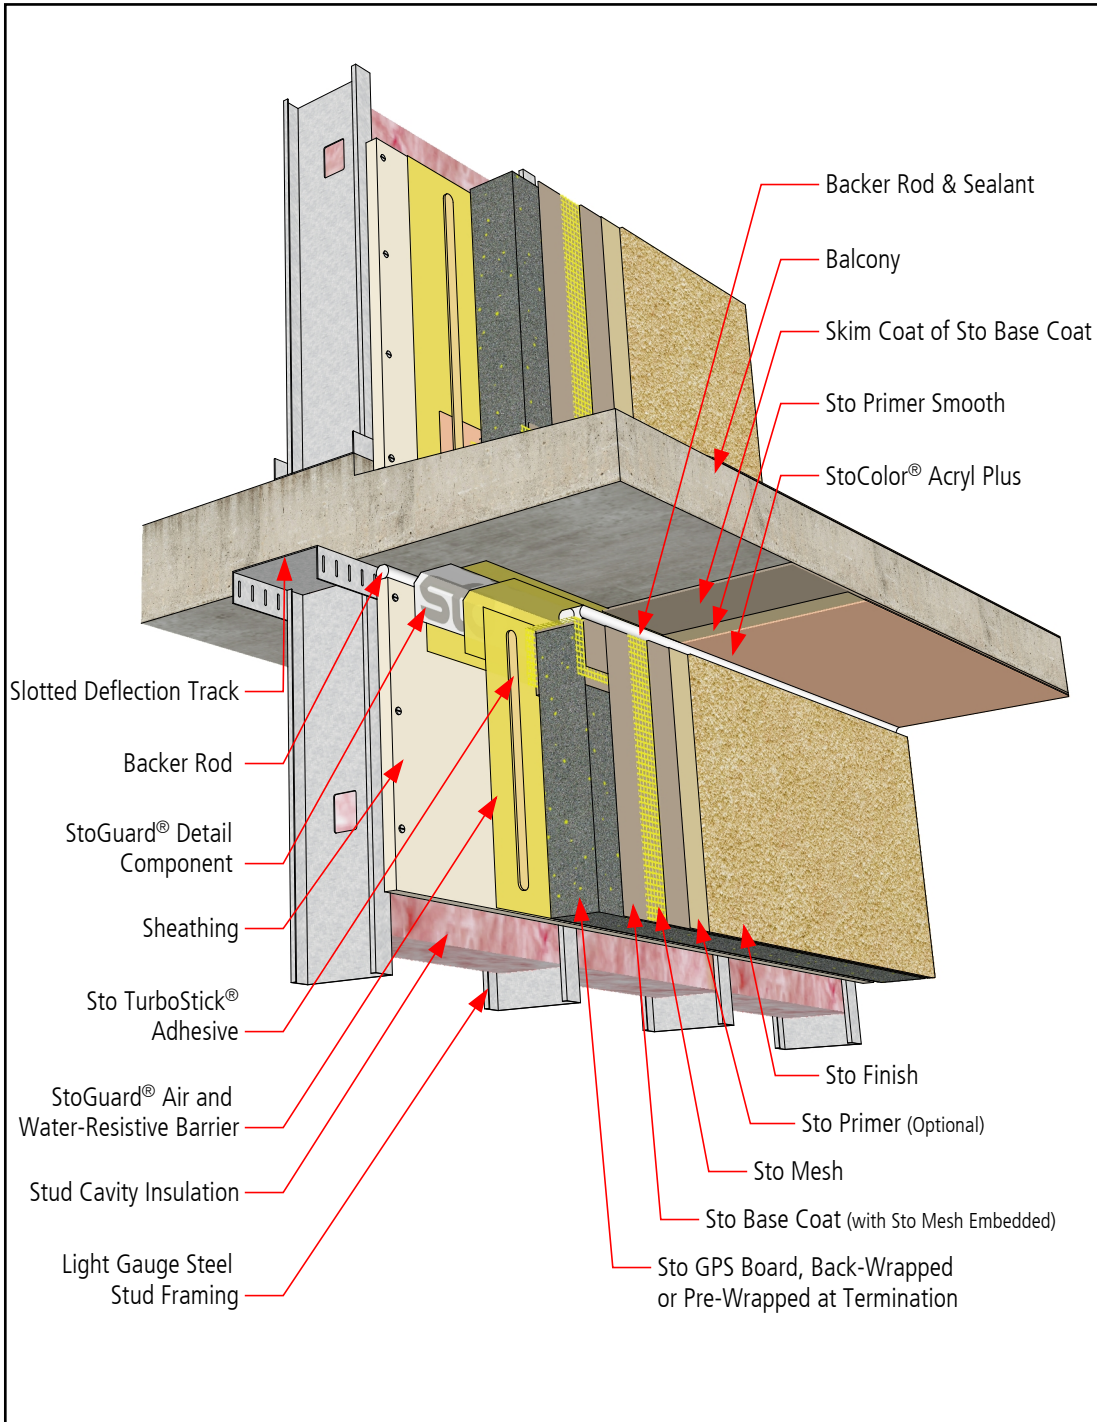 Backer Rod & Sealant
Balcony
Skim Coat of Sto Base Coat
Sto Primer Smooth
StoColor® Acryl Plus
Slotted Deflection Track
Backer Rod
StoGuard® Detail
Component
Sheathing
Sto TurboStick®
Adhesive
StoGuard® Air and
Water-Resistive Barrier
Stud Cavity Insulation
Light Gauge Steel
Stud Framing
Sto Finish
Sto Primer (Optional)
Sto Mesh
Sto Base Coat (with Sto Mesh Embedded)
Sto GPS Board, Back-Wrapped
or Pre-Wrapped at Termination